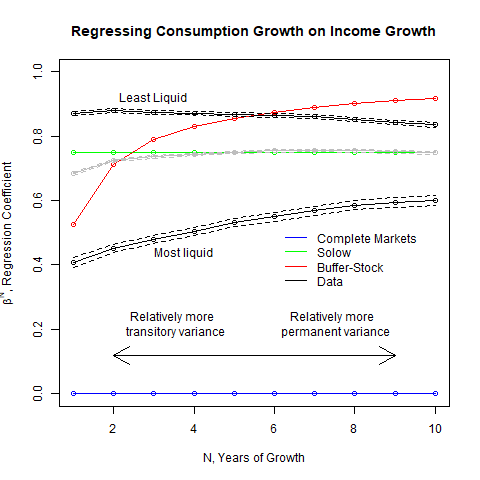 Regressing Consumption Growth on Income Growth
β^N, Regression Coefficient
1.0
0.8
0.6
0.4
0.2
0.0
Least Liquid
Most liquid
Complete Markets
Solow
Buffer-Stock
Data
Relatively more
transitory variance
Relatively more
permanent variance
2
4
6
8
10
N, Years of Growth